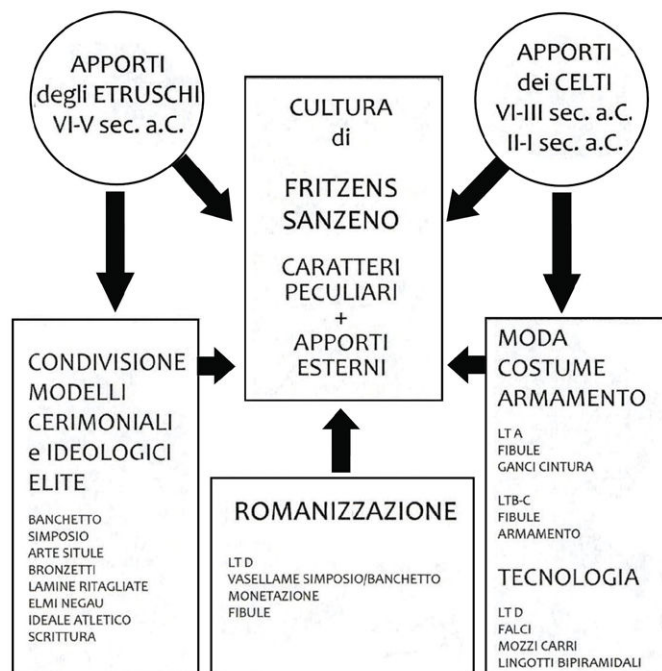 APPORTI
degli ETRUSCHI
VI-V sec. a.C.
CULTURA
di
FRITZENS
SANZENO
CARATTERI
PECULIARI
+
APPORTI
ESTERNI
APPORTI
dei CELTI
VI-III sec. a.C.
II-I sec. a.C.
CONDIVISIONE
MODELLI
CERIMONIALI
e IDEOLOGICI
ELITE
BANCHETTO
SIMPOSIO
ARTE SITULE
BRONZETTI
LAMINE RITAGLIATE
ELMI NEGAU
IDEALE ATLETICO
SCRITTURA
ROMANIZZAZIONE
LT D
VASELLAME SIMPOSIO/BANCHETTO
MONETAZIONE
FIBULE
MODA
COSTUME
ARMAMENTO
LT A
FIBULE
GANCI CINTURA
LTB-C
FIBULE
ARMAMENTO
TECNOLOGIA
LT D
FALCI
MOZZI CARRI
LINGOTTI BIPIRAMIDALI